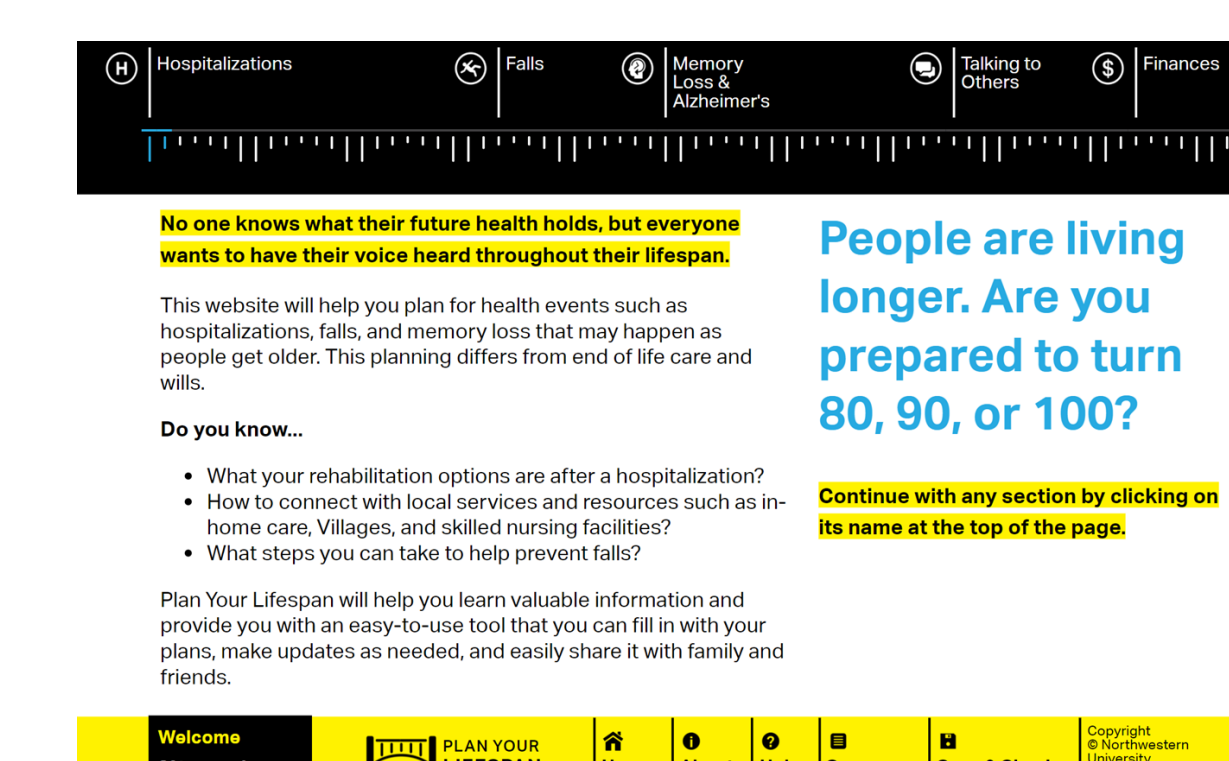 H
Hospitalizations
Falls
Memory
Loss &
Alzheimer's
Talking to
Others
$
Finances
No one knows what their future health holds, but everyone
wants to have their voice heard throughout their lifespan.
This website will help you plan for health events such as
hospitalizations, falls, and memory loss that may happen as
people get older. This planning differs from end of life care and
wills.
Do you know...
• What your rehabilitation options are after a hospitalization?
• How to connect with local services and resources such as in-
home care, Villages, and skilled nursing facilities?
• What steps you can take to help prevent falls?
Plan Your Lifespan will help you learn valuable information and
provide you with an easy-to-use tool that you can fill in with your
plans, make updates as needed, and easily share it with family and
friends.
People are living
longer. Are you
prepared to turn
80, 90, or 100?
Continue with any section by clicking on
its name at the top of the page.
Welcome
PLAN YOUR
LIFESPAN
Copyright
© Northwestern
University